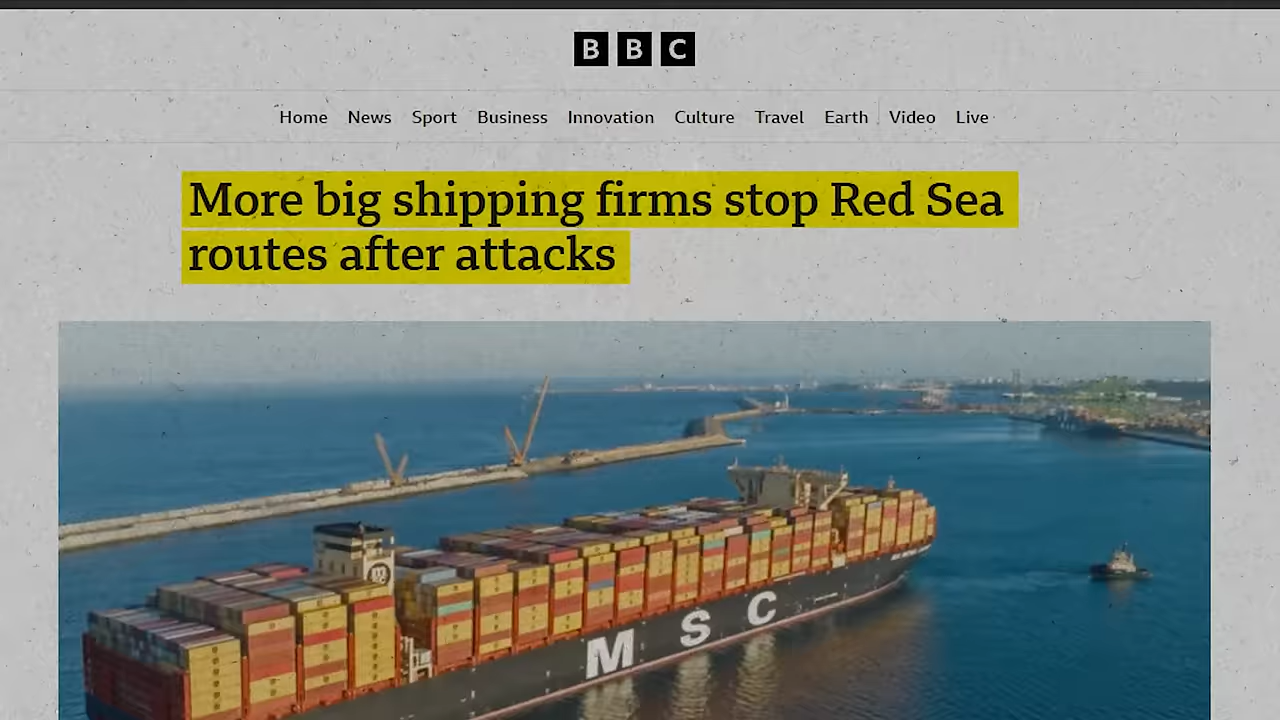 BBC
Home News Sport Business Innovation Culture Travel Earth Video Live
More big shipping firms stop Red Sea
routes after attacks
MSC